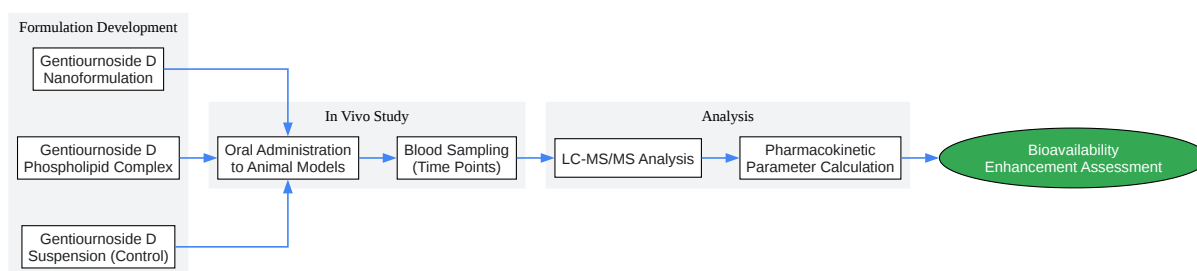 Formulation Development
Gentiournoside D
Nanoformulation
Gentiournoside D
Phospholipid Complex
Gentiournoside D
Suspension (Control)
In Vivo Study
Oral Administration
to Animal Models
Blood Sampling
(Time Points)
Analysis
LC-MS/MS Analysis
Pharmacokinetic
Parameter Calculation
Bioavailability
Enhancement Assessment